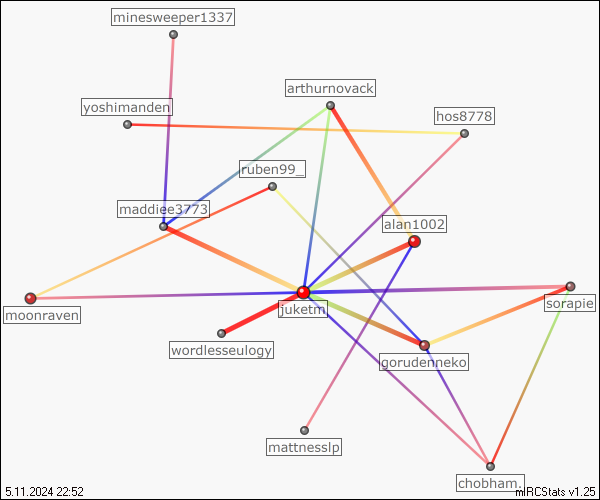 minesweeper1337
arthurnovack
yoshimanden
hos8778
ruben99_
maddiee3773
alan1002
moonraven
juketm
sorapie
wordlesseulogy
gorudenneko
mattnesslp
chobham.
5.11.2024 22:52
mIRCStats v1.25